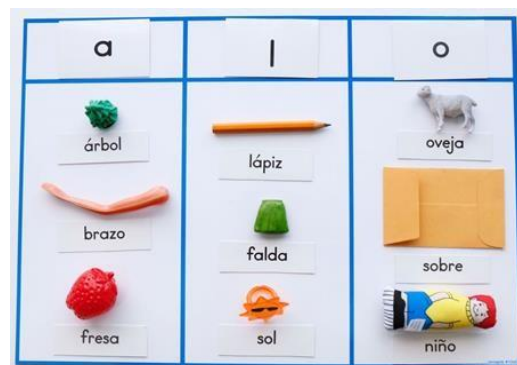 a l o
árbol lápiz oveja
brazo falda sobre
fresa sol niño